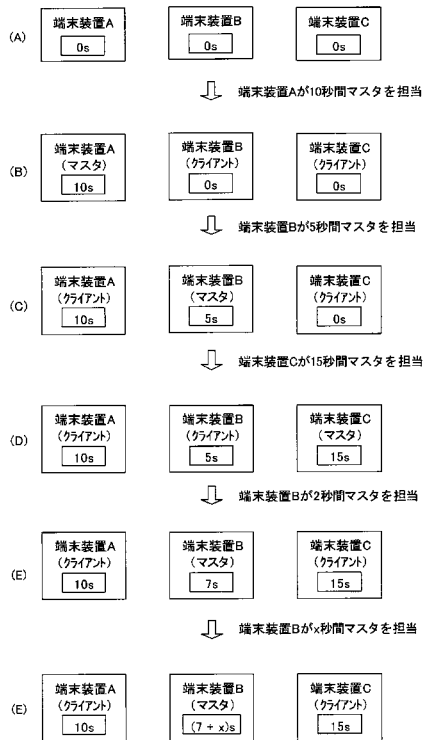 (A)
端末装置A
0s
端末装置B
0s
端末装置C
0s
端末装置Aが10秒間マスタを担当
(B)
端末装置A
(マスタ)
10s
端末装置B
(クライアント)
0s
端末装置C
(クライアント)
0s
端末装置Bが5秒間マスタを担当
(C)
端末装置A
(クライアント)
10s
端末装置B
(マスタ)
5s
端末装置C
(クライアント)
0s
端末装置Cが15秒間マスタを担当
(D)
端末装置A
(クライアント)
10s
端末装置B
(クライアント)
5s
端末装置C
(マスタ)
15s
端末装置Bが2秒間マスタを担当
(E)
端末装置A
(クライアント)
10s
端末装置B
(マスタ)
7s
端末装置C
(クライアント)
15s
端末装置Bがx秒間マスタを担当
(E)
端末装置A
(クライアント)
10s
端末装置B
(マスタ)
(7 + x)s
端末装置C
(クライアント)
15s